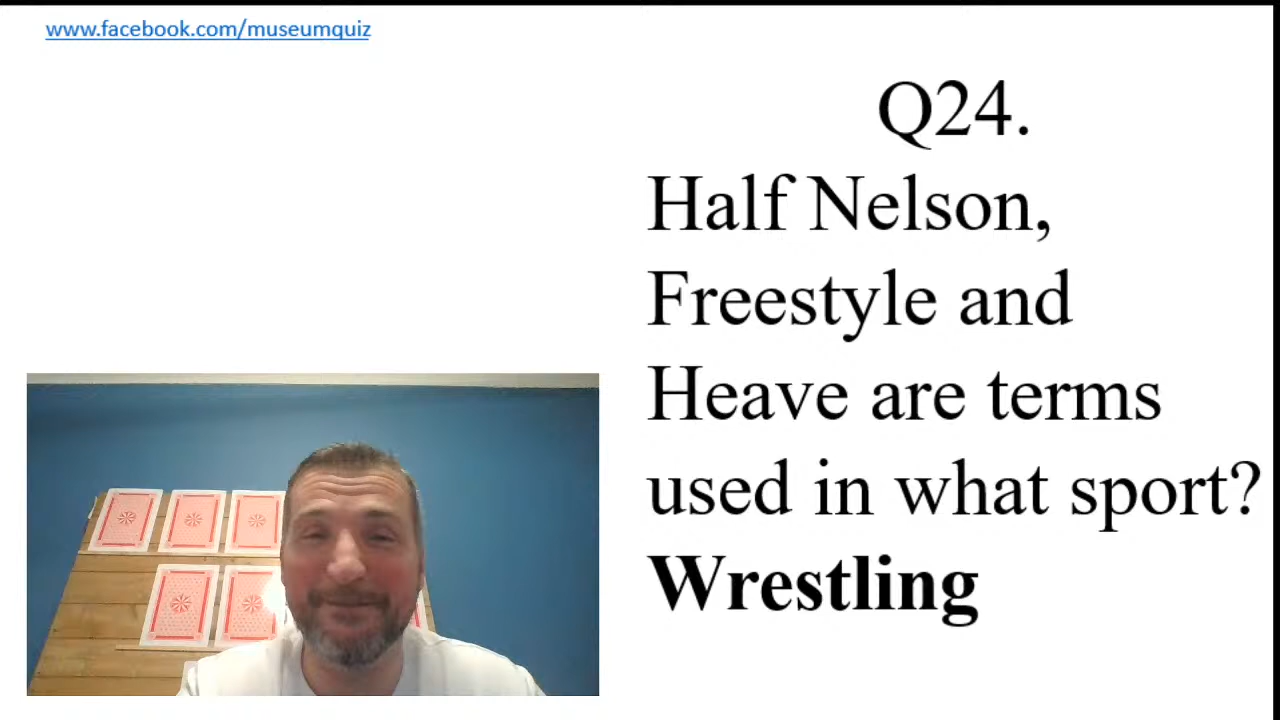 www.facebook.com/museumquiz
Q24.
Half Nelson,
Freestyle and
Heave are terms
used in what sport?
Wrestling